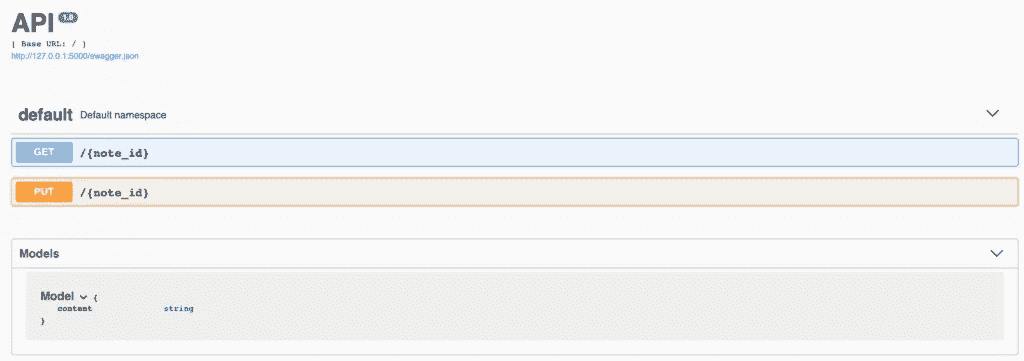 API 1.0
[ Base URL: / ]
http://127.0.0.1:5000/swagger.json
default Default namespace
GET /{note_id}
PUT /{note_id}
Models
Model {
content string
}